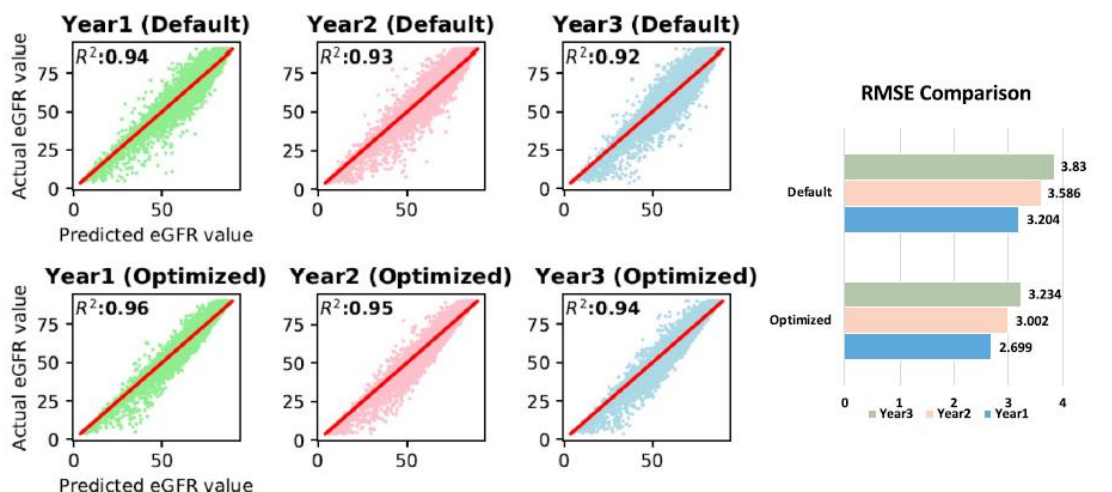 Year1 (Default)
R²:0.94
Actual eGFR value
75
50
25
0
0 50
Predicted eGFR value
Year2 (Default)
R²:0.93
75
50
25
0
0 50
Year3 (Default)
R²:0.92
75
50
25
0
0 50
Year1 (Optimized)
R²:0.96
Actual eGFR value
75
50
25
0
0 50
Predicted eGFR value
Year2 (Optimized)
R²:0.95
75
50
25
0
0 50
Year3 (Optimized)
R²:0.94
75
50
25
0
0 50
RMSE Comparison
Default
3.83
3.586
3.204
Optimized
3.234
3.002
2.699
0 1 2 3 4
Year3 Year2 Year1